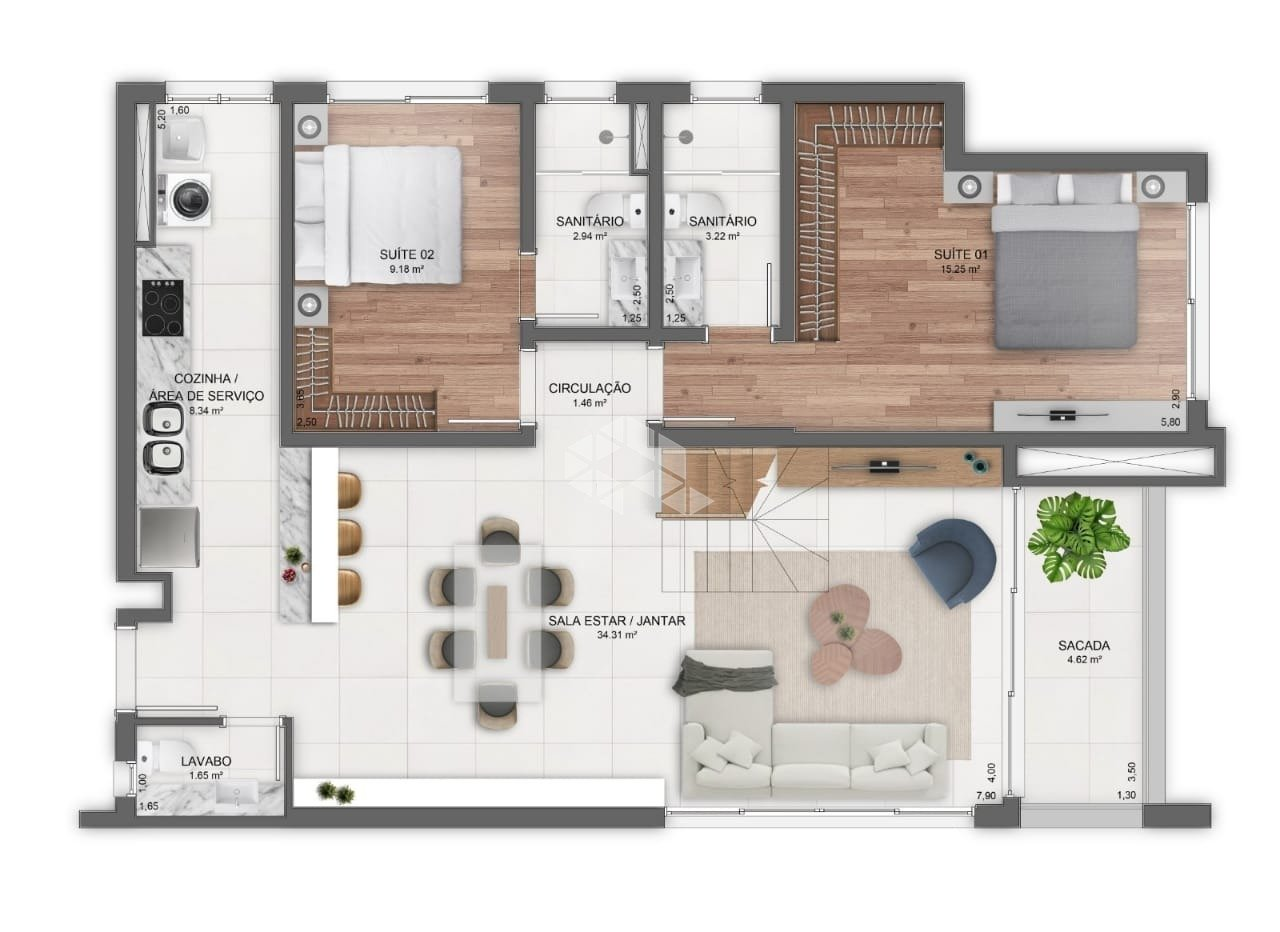 1,60
5,20
SUÍTE 02
9.18 m²
3,65
2,50
SANITÁRIO
2.94 m²
2,50
1,25
SANITÁRIO
3.22 m²
2,50
1,25
SUÍTE 01
15.25 m²
2,90
5,80
COZINHA /
ÁREA DE SERVIÇO
8.34 m²
CIRCULAÇÃO
1.46 m²
SALA ESTAR / JANTAR
34.31 m²
4,00
7,90
SACADA
4.62 m²
3,50
1,30
LAVABO
1.65 m²
1,00
1,65